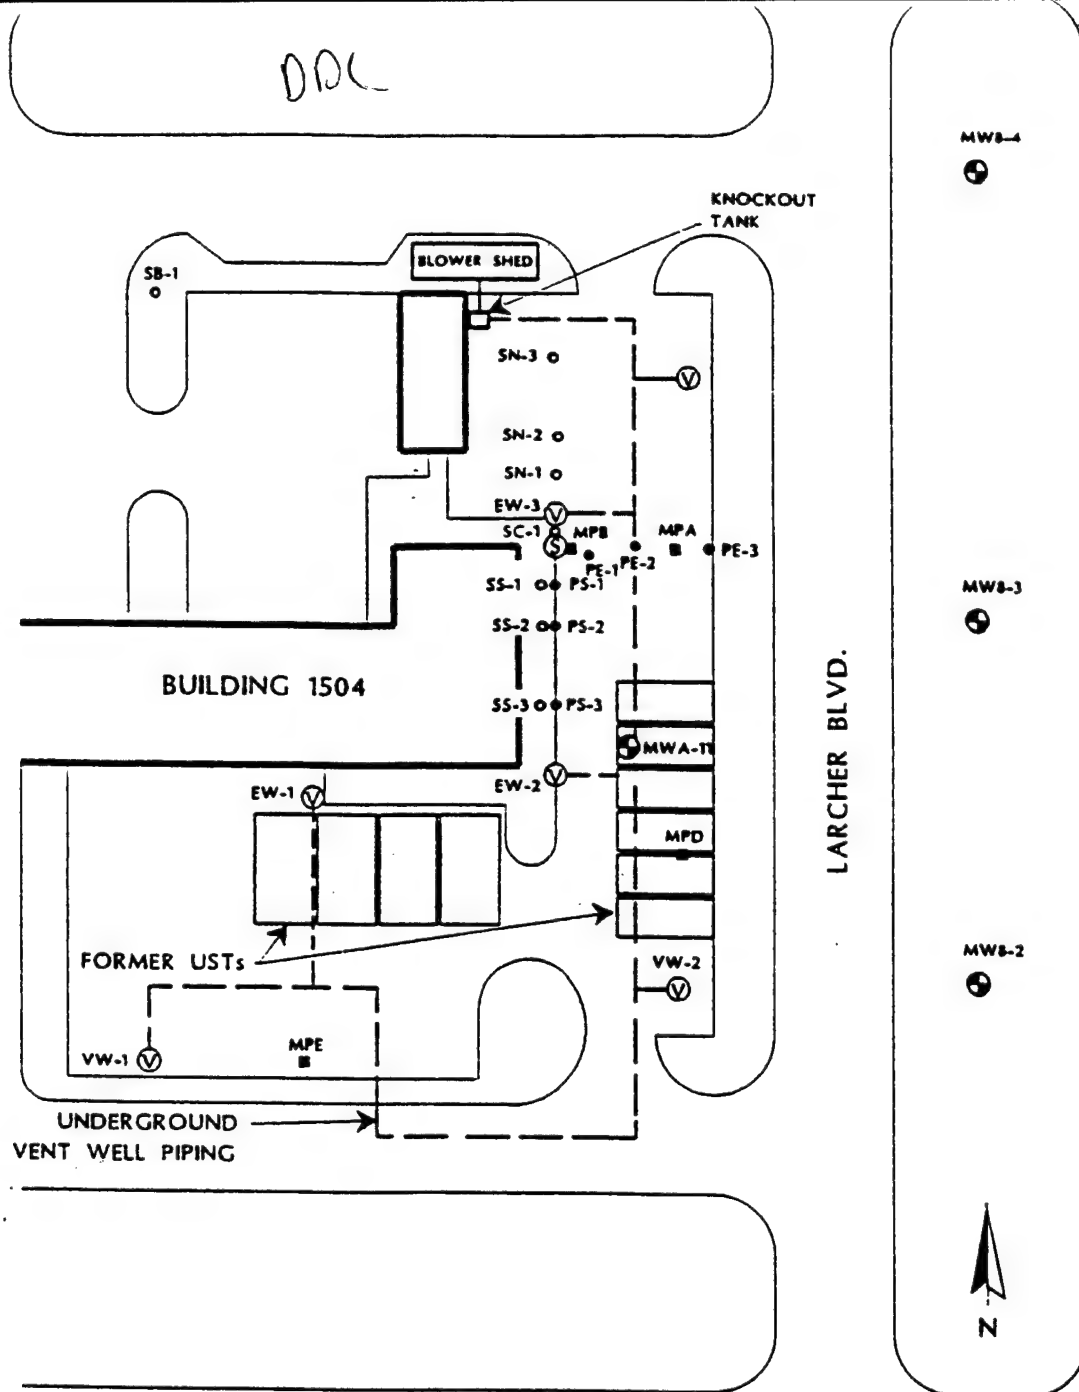 DDC
MW8-4
KNOCKOUT
TANK
BLOWER SHED
SB-1
V
SN-3
SN-2
SN-1
EW-3
V
SC-1
S
MPB
MPA
PE-1
PE-2
PE-3
SS-1
PS-1
SS-2
PS-2
MW8-3
BUILDING 1504
SS-3
PS-3
MWA-11
LARCHER BLVD.
EW-2
V
EW-1
V
MPD
FORMER USTs
VW-2
V
MW8-2
VW-1
V
MPE
UNDERGROUND
VENT WELL PIPING
N